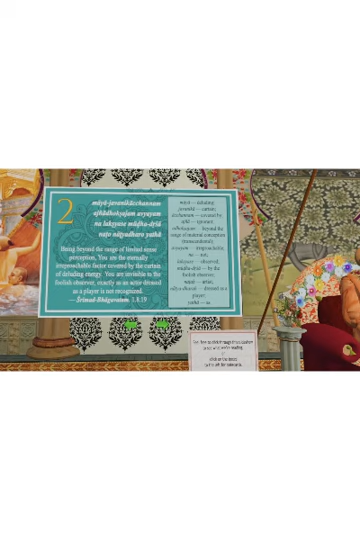 2
māyā-javanikācchannam
ajñādhokṣajam avyayam
na lakṣyase mūḍha-dṛśā
naṭo nāṭyadharo yathā
Being beyond the range of limited sense
perception, You are the eternally
irreproachable factor covered by the curtain
of deluding energy. You are invisible to the
foolish observer, exactly as an actor dressed
as a player is not recognized.
— Śrīmad-Bhāgavatam 1.8.19
māyā — deluding;
javanikā — curtain;
ācchannam — covered by;
ajñā — ignorant;
adhokṣajam — beyond the
range of material conception
(transcendental);
avyayam — irreproachable;
na — not;
lakṣyase — observed;
mūḍha-dṛśā — by the
foolish observer;
naṭaḥ — artist;
nāṭya-dharaḥ — dressed as a
player;
yathā — as.